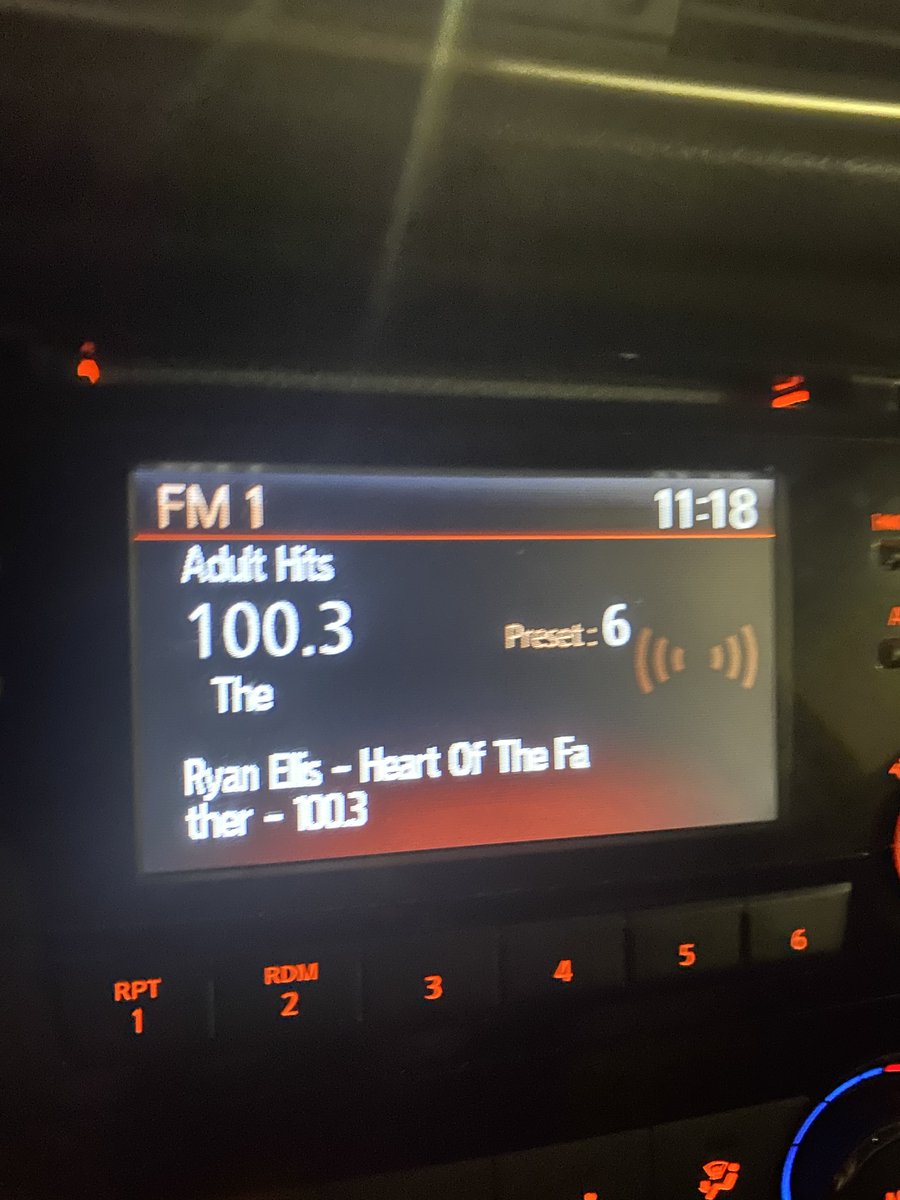 FM 1 11:18
Adult Hits
100.3 Preset: 6
The
Ryan Ellis - Heart Of The Fa
ther - 100.3
RPT RDM
1 2 3 4 5 6